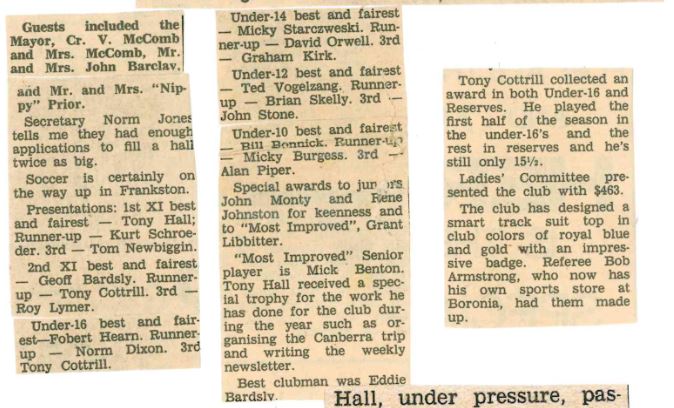 Guests included the
Mayor, Cr. V. McComb
and Mrs. McComb, Mr.
and Mrs. John Barclay,
and Mr. and Mrs. "Nip-
py" Prior.
Secretary Norm Jones
tells me they had enough
applications to fill a hall
twice as big.
Soccer is certainly on
the way up in Frankston.
Presentations: 1st XI best
and fairest — Tony Hall;
Runner-up — Kurt Schroe-
der. 3rd — Tom Newbiggin.
2nd XI best and fairest
— Geoff Bardsly. Runner-
up — Tony Cottrill. 3rd —
Roy Lymer.
Under-16 best and fair-
est—Fobert Hearn. Runner-
up — Norm Dixon. 3rd
Tony Cottrill.
Under-14 best and fairest
— Micky Starczweski. Run-
ner-up — David Orwell. 3rd
— Graham Kirk.
Under-12 best and fairest
— Ted Vogelzang. Runner-
up — Brian Skelly. 3rd —
John Stone.
Under-10 best and fairest
— Bill Bonnick. Runner-up
— Micky Burgess. 3rd —
Alan Piper.
Special awards to juniors
John Monty and Rene
Johnston for keenness and
to "Most Improved", Grant
Libbitter.
"Most Improved" Senior
player is Mick Benton.
Tony Hall received a spec-
ial trophy for the work he
has done for the club dur-
ing the year such as or-
ganising the Canberra trip
and writing the weekly
newsletter.
Best clubman was Eddie
Bardsly.
Tony Cottrill collected an
award in both Under-16 and
Reserves. He played the
first half of the season in
the under-16's and the
rest in reserves and he's
still only 15½.
Ladies' Committee pre-
sented the club with $463.
The club has designed a
smart track suit top in
club colors of royal blue
and gold with an impres-
sive badge. Referee Bob
Armstrong, who now has
his own sports store at
Boronia, had them made
up.
Hall, under pressure, pas-